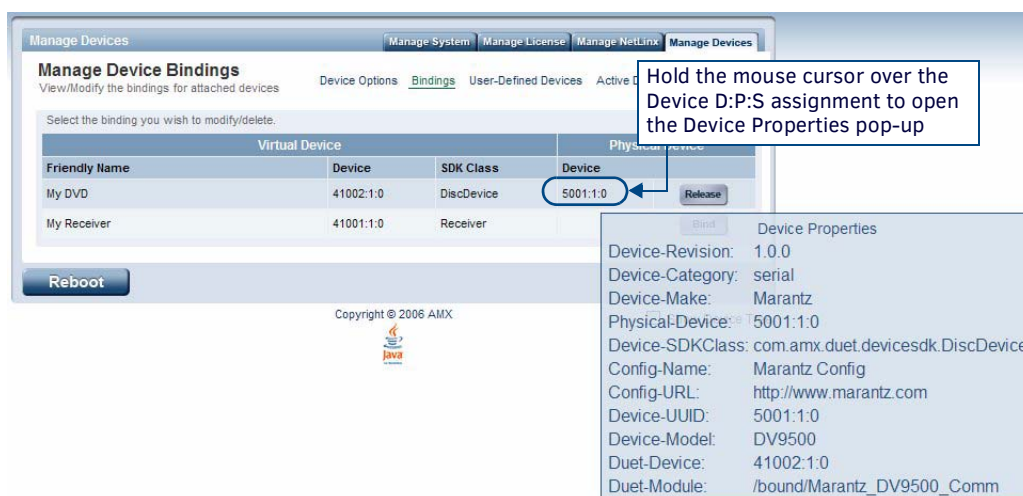 Manage Devices
Manage System Manage License Manage NetLinx Manage Devices
Manage Device Bindings
View/Modify the bindings for attached devices
Device Options Bindings User-Defined Devices Active D
Hold the mouse cursor over the
Device D:P:S assignment to open
the Device Properties pop-up
Select the binding you wish to modify/delete.
Virtual Device Physical Device
Friendly Name Device SDK Class Device
My DVD 41002:1:0 DiscDevice 5001:1:0 Release
My Receiver 41001:1:0 Receiver Bind
Reboot
Copyright © 2006 AMX
Java
Device Properties
Device-Revision: 1.0.0
Device-Category: serial
Device-Make: Marantz
Physical-Device: 5001:1:0
Device-SDKClass: com.amx.duet.devicesdk.DiscDevice
Config-Name: Marantz Config
Config-URL: http://www.marantz.com
Device-UUID: 5001:1:0
Device-Model: DV9500
Duet-Device: 41002:1:0
Duet-Module: /bound/Marantz_DV9500_Comm